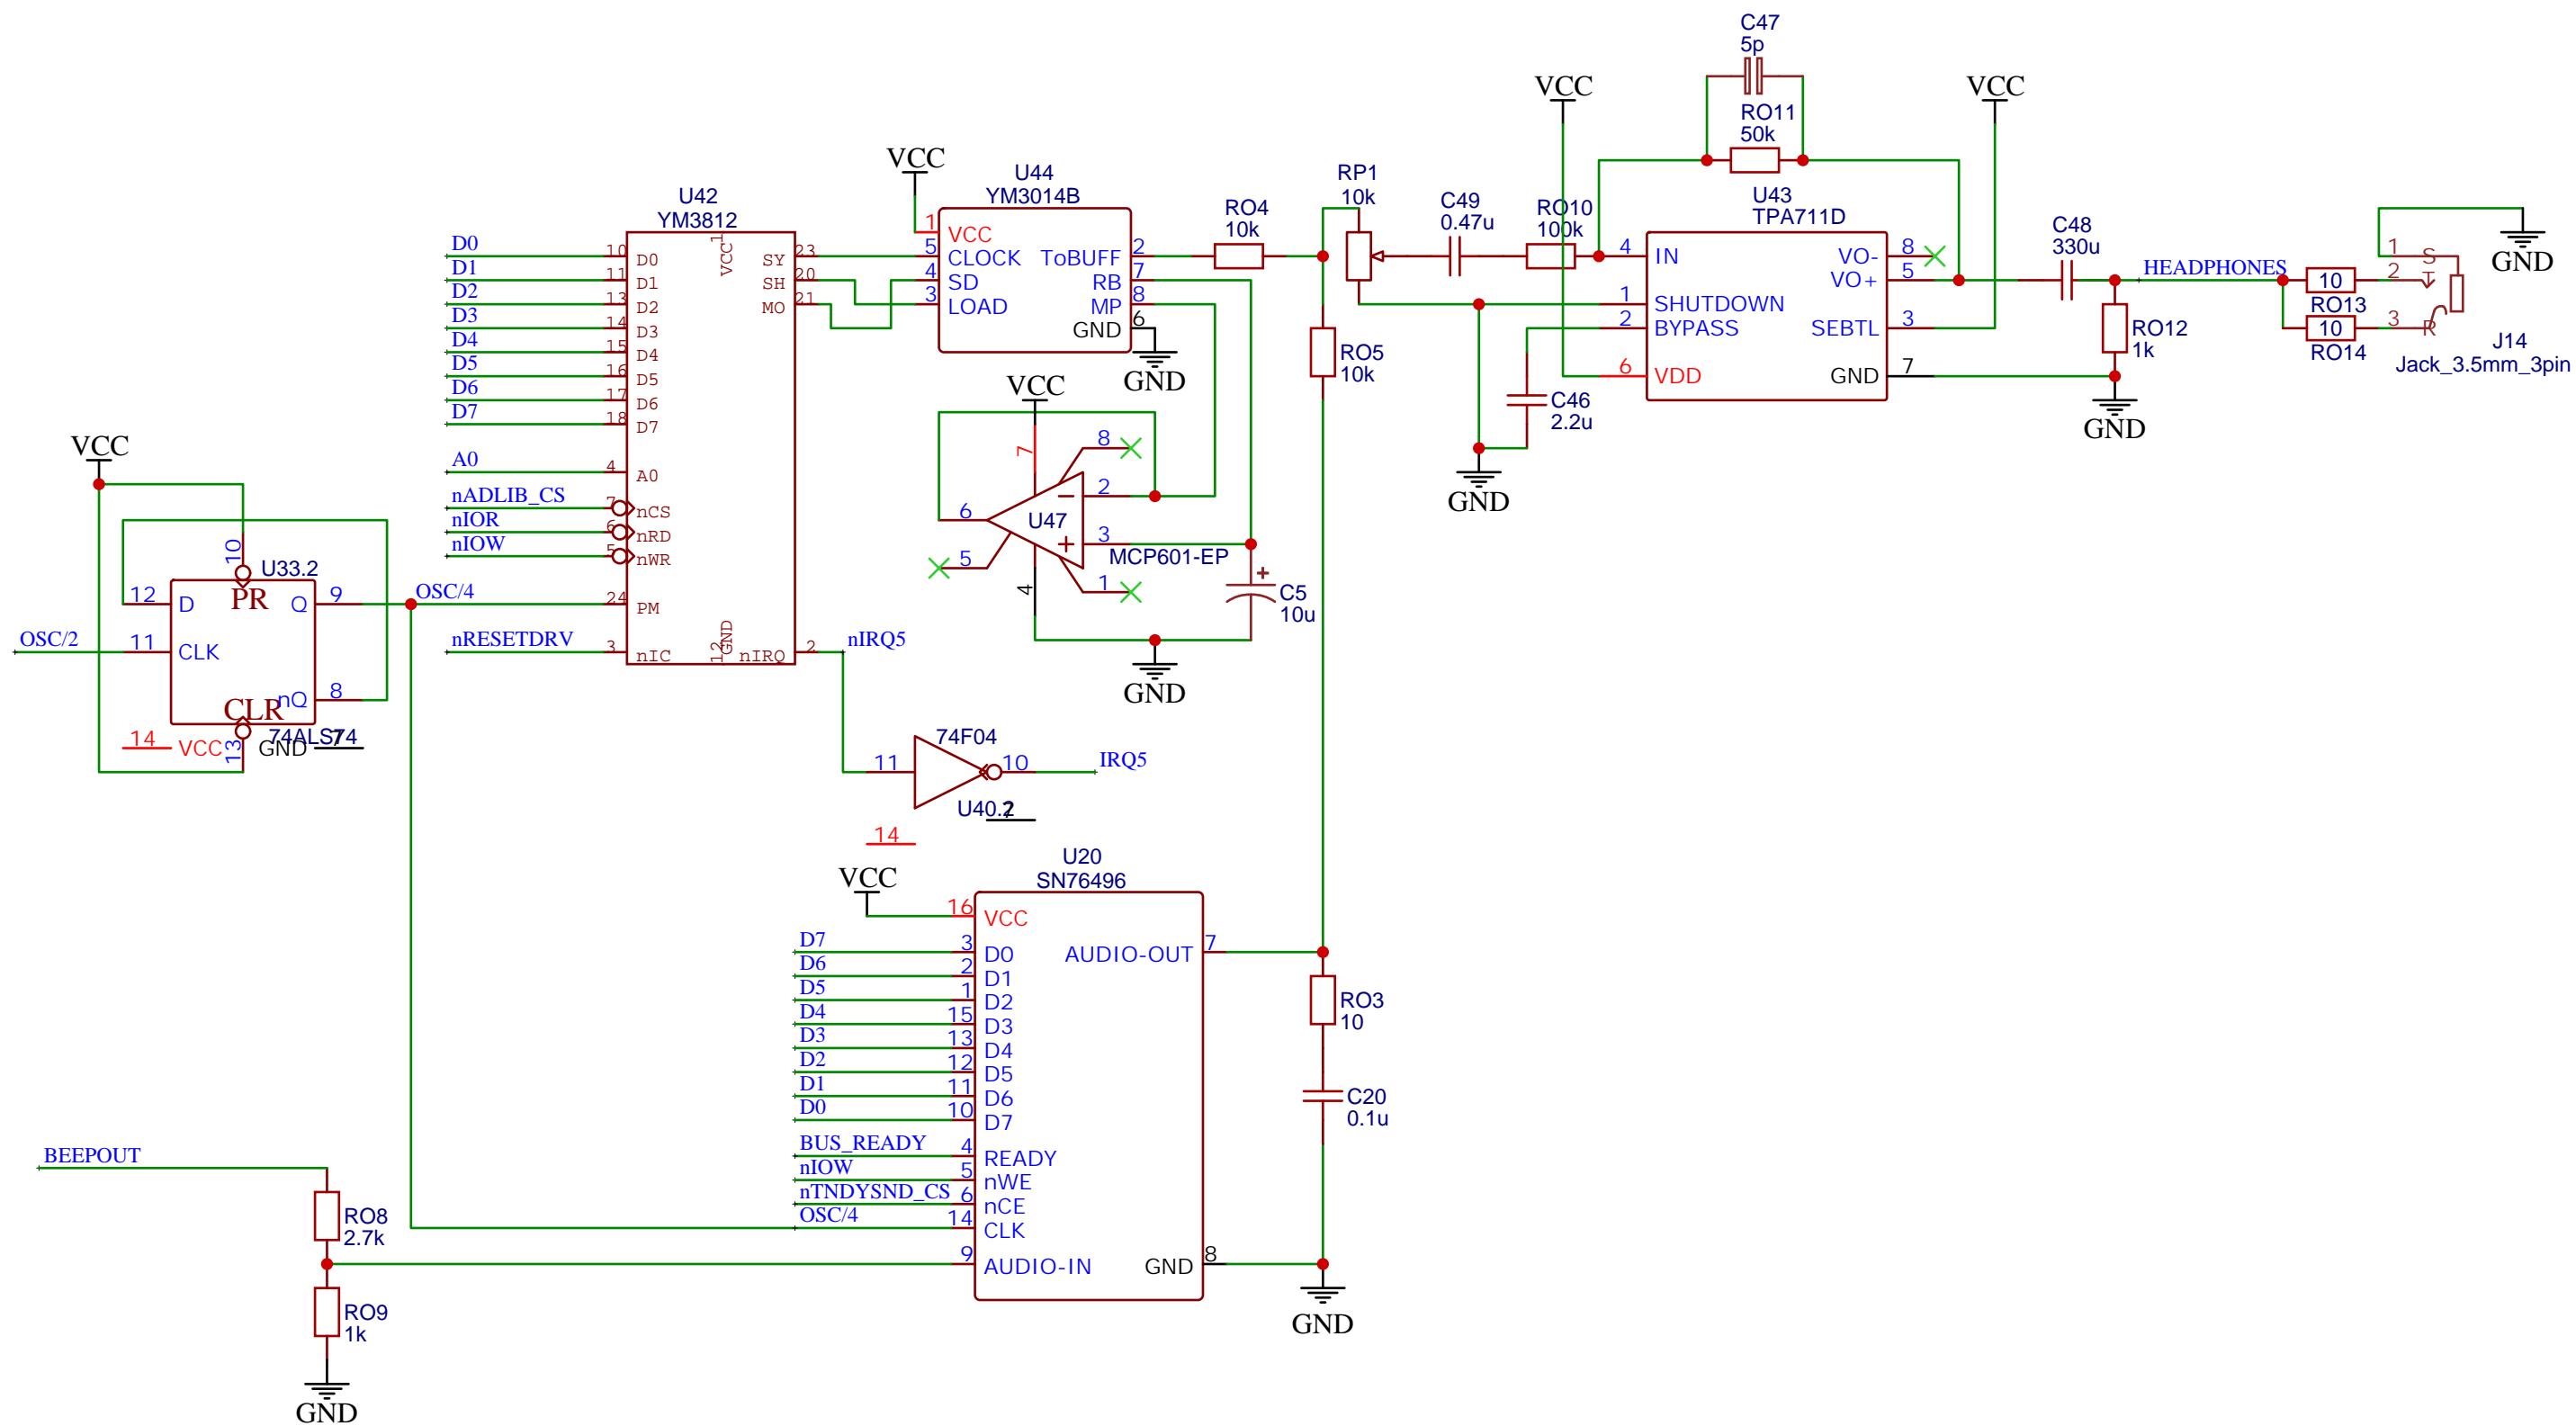 C47
5p
VCC
VCC
RO11
50k
VCC
U44
YM3014B
RP1
10k
U42
YM3812
RO4
10k
C49
0.47u
RO10
100k
U43
TPA711D
C48
330u
1 VCC
5 CLOCK
4 SD
3 LOAD
ToBUFF 2
RB 7
MP 8
GND 6
GND
D0 10 D0
D1 11 D1
D2 13 D2
D3 14 D3
D4 15 D4
D5 16 D5
D6 17 D6
D7 18 D7
A0 4 A0
nADLIB_CS 7 nCS
nIOR 6 nRD
nIOW 5 nWR
OSC/4 24 PM
nRESETDRV 3 nIC
VCC 1
SY 23
SH 20
MO 21
12 GND
nIRQ 2 nIRQ5
4 IN
1 SHUTDOWN
2 BYPASS
6 VDD
VO- 8
VO+ 5
SEBTL 3
GND 7
HEADPHONES
10
RO13
10
RO14
1 S
2 T
3 R
GND
J14
Jack_3.5mm_3pin
RO12
1k
GND
RO5
10k
C46
2.2u
GND
VCC
7
8
2
6
U47
3
MCP601-EP
5
1
4
C5
10u
GND
+
VCC
10
U33.2
12 D
PR
Q 9
OSC/2 11 CLK
nQ 8
CLR
74ALS74
14 VCC
13
GND 7
74F04
11
10 IRQ5
U40.2
7
14
U20
SN76496
VCC
16 VCC
D7 3 D0
D6 2 D1
D5 1 D2
D4 15 D3
D3 13 D4
D2 12 D5
D1 11 D6
D0 10 D7
BUS_READY 4 READY
nIOW 5 nWE
nTNDYSND_CS 6 nCE
OSC/4 14 CLK
9 AUDIO-IN
AUDIO-OUT 7
GND 8
RO3
10
C20
0.1u
GND
BEEPOUT
RO8
2.7k
RO9
1k
GND